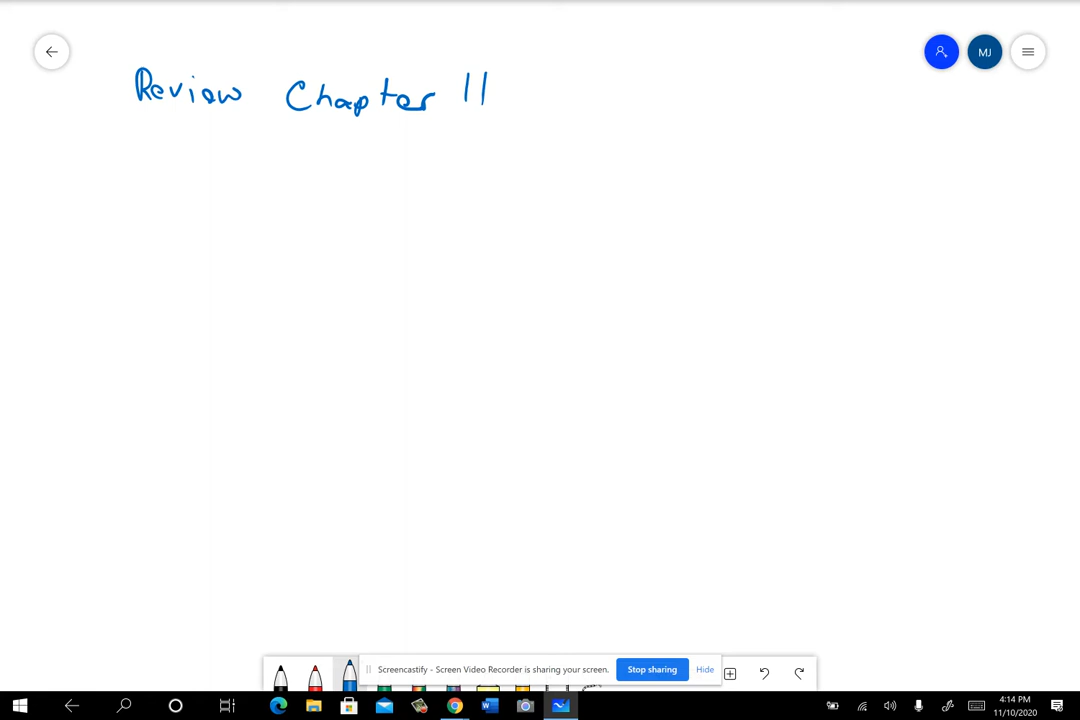 MJ
Review Chapter 11
Screencastify - Screen Video Recorder is sharing your screen. Stop sharing Hide
4:14 PM
11/10/2020